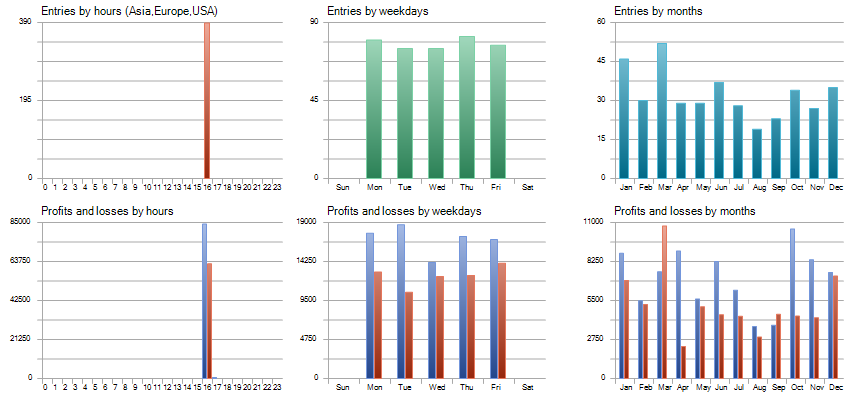 Entries by hours (Asia,Europe,USA)
390
195
0
0 1 2 3 4 5 6 7 8 9 10 11 12 13 14 15 16 17 18 19 20 21 22 23
Entries by weekdays
90
45
0
Sun Mon Tue Wed Thu Fri Sat
Entries by months
60
45
30
15
0
Jan Feb Mar Apr May Jun Jul Aug Sep Oct Nov Dec
Profits and losses by hours
85000
63750
42500
21250
0
0 1 2 3 4 5 6 7 8 9 10 11 12 13 14 15 16 17 18 19 20 21 22 23
Profits and losses by weekdays
19000
14250
9500
4750
0
Sun Mon Tue Wed Thu Fri Sat
Profits and losses by months
11000
8250
5500
2750
0
Jan Feb Mar Apr May Jun Jul Aug Sep Oct Nov Dec